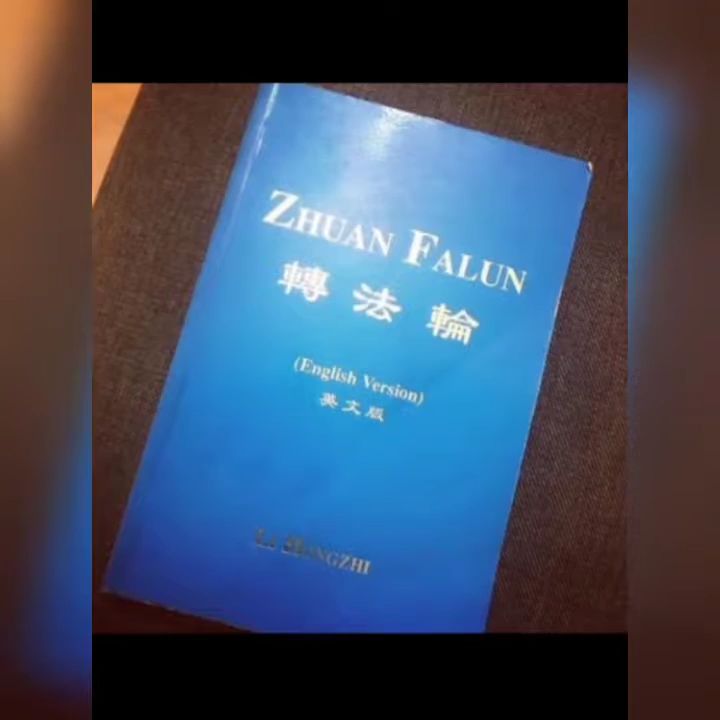 ZHUAN FALUN
轉法輪
(English Version)
英文版
LI HONGZHI